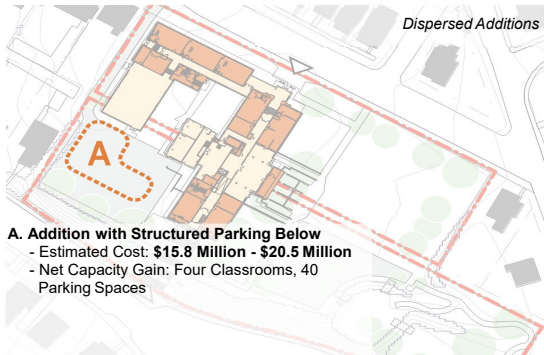 Dispersed Additions
A
A. Addition with Structured Parking Below
- Estimated Cost: $15.8 Million - $20.5 Million
- Net Capacity Gain: Four Classrooms, 40
Parking Spaces